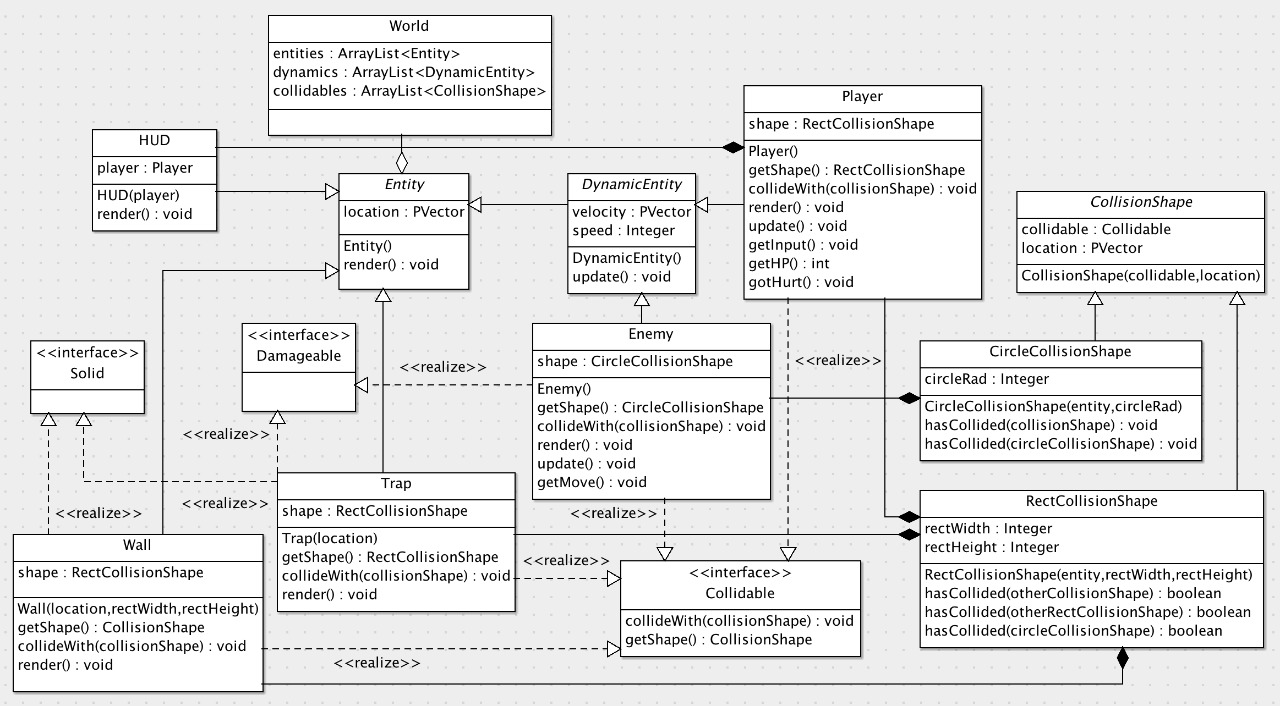 World
entities : ArrayList<Entity>
dynamics : ArrayList<DynamicEntity>
collidables : ArrayList<CollisionShape>
HUD
player : Player
HUD(player)
render() : void
Entity
location : PVector
Entity()
render() : void
DynamicEntity
velocity : PVector
speed : Integer
DynamicEntity()
update() : void
Player
shape : RectCollisionShape
Player()
getShape() : RectCollisionShape
collideWith(collisionShape) : void
render() : void
update() : void
getInput() : void
getHP() : int
gotHurt() : void
CollisionShape
collidable : Collidable
location : PVector
CollisionShape(collidable,location)
<<interface>>
Solid
<<interface>>
Damageable
<<realize>>
Enemy
shape : CircleCollisionShape
Enemy()
getShape() : CircleCollisionShape
collideWith(collisionShape) : void
render() : void
update() : void
getMove() : void
<<realize>>
CircleCollisionShape
circleRad : Integer
CircleCollisionShape(entity,circleRad)
hasCollided(collisionShape) : void
hasCollided(circleCollisionShape) : void
<<realize>>
<<realize>>
<<realize>>
Trap
shape : RectCollisionShape
Trap(location)
getShape() : RectCollisionShape
collideWith(collisionShape) : void
render() : void
<<realize>>
<<realize>>
RectCollisionShape
rectWidth : Integer
rectHeight : Integer
RectCollisionShape(entity,rectWidth,rectHeight)
hasCollided(otherCollisionShape) : boolean
hasCollided(otherRectCollisionShape) : boolean
hasCollided(circleCollisionShape) : boolean
Wall
shape : RectCollisionShape
Wall(location,rectWidth,rectHeight)
getShape() : CollisionShape
collideWith(collisionShape) : void
render() : void
<<realize>>
<<interface>>
Collidable
collideWith(collisionShape) : void
getShape() : CollisionShape